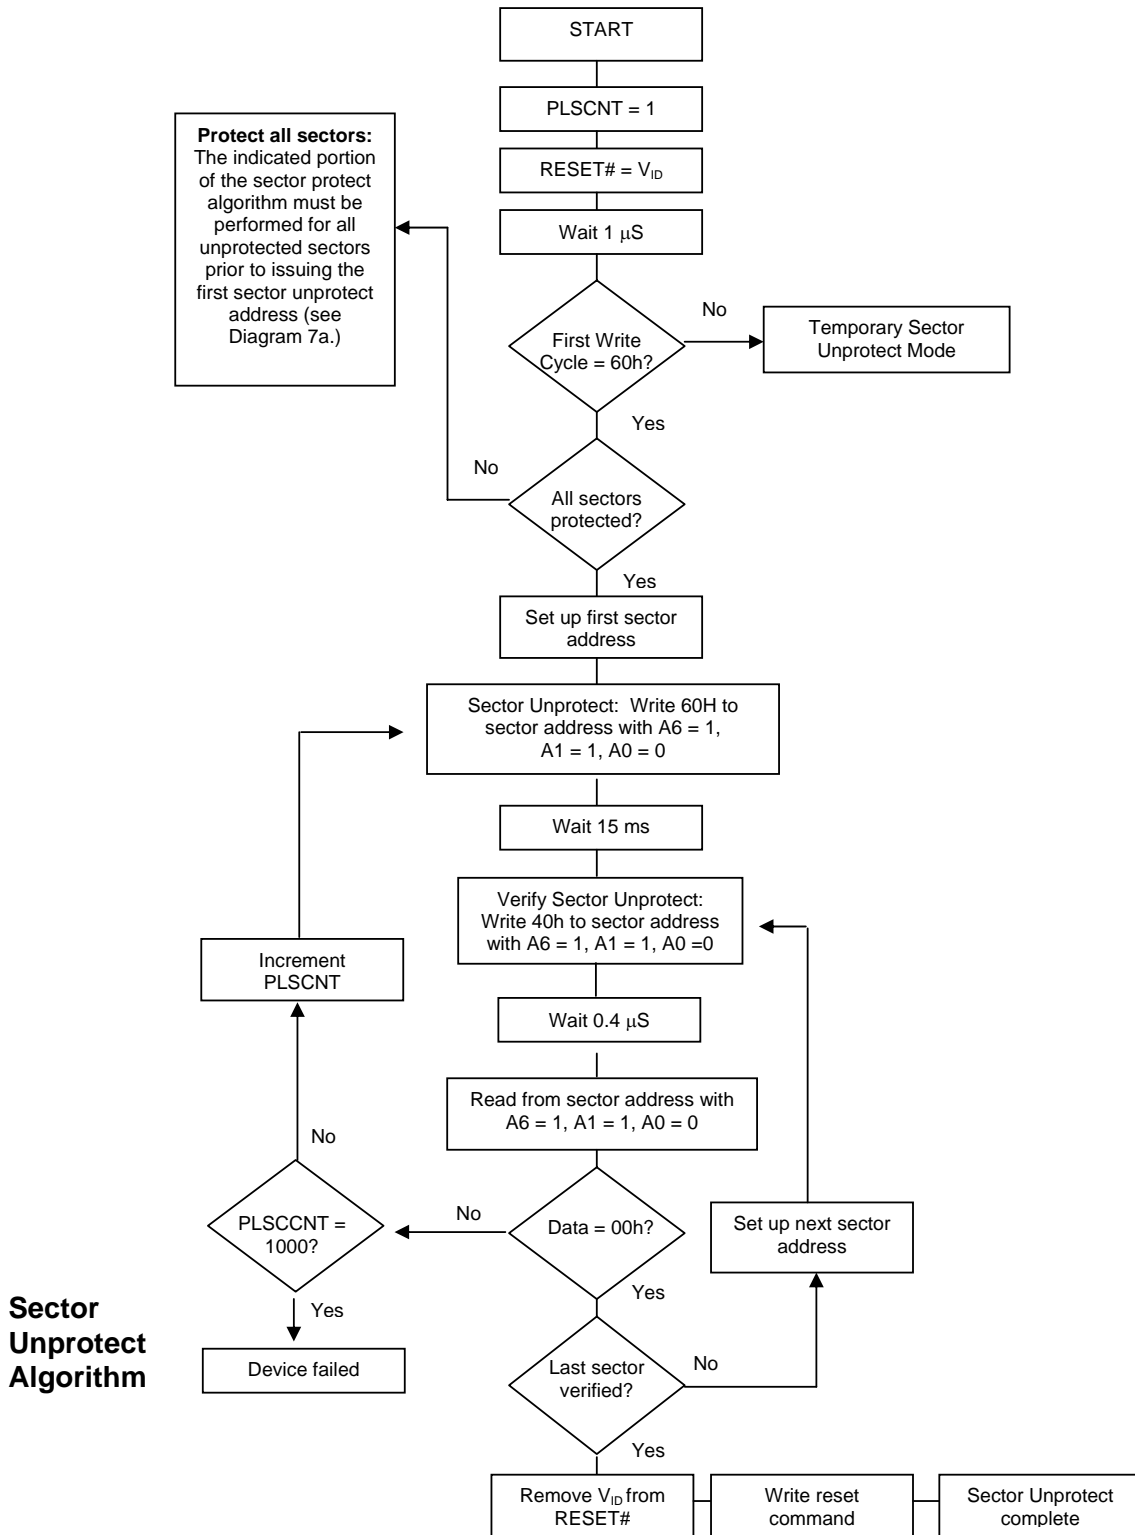 START
PLSCNT = 1
Protect all sectors:
The indicated portion
of the sector protect
algorithm must be
performed for all
unprotected sectors
prior to issuing the
first sector unprotect
address (see
Diagram 7a.)
RESET# = VID
Wait 1 μS
First Write
Cycle = 60h?
No
Temporary Sector
Unprotect Mode
Yes
No
All sectors
protected?
Yes
Set up first sector
address
Sector Unprotect: Write 60H to
sector address with A6 = 1,
A1 = 1, A0 = 0
Wait 15 ms
Verify Sector Unprotect:
Write 40h to sector address
with A6 = 1, A1 = 1, A0 =0
Increment
PLSCNT
Wait 0.4 μS
Read from sector address with
A6 = 1, A1 = 1, A0 = 0
No
PLSCCNT =
1000?
No
Data = 00h?
Set up next sector
address
Yes
Yes
Sector
Unprotect
Algorithm
Device failed
Last sector
verified?
No
Yes
Remove VID from
RESET#
Write reset
command
Sector Unprotect
complete